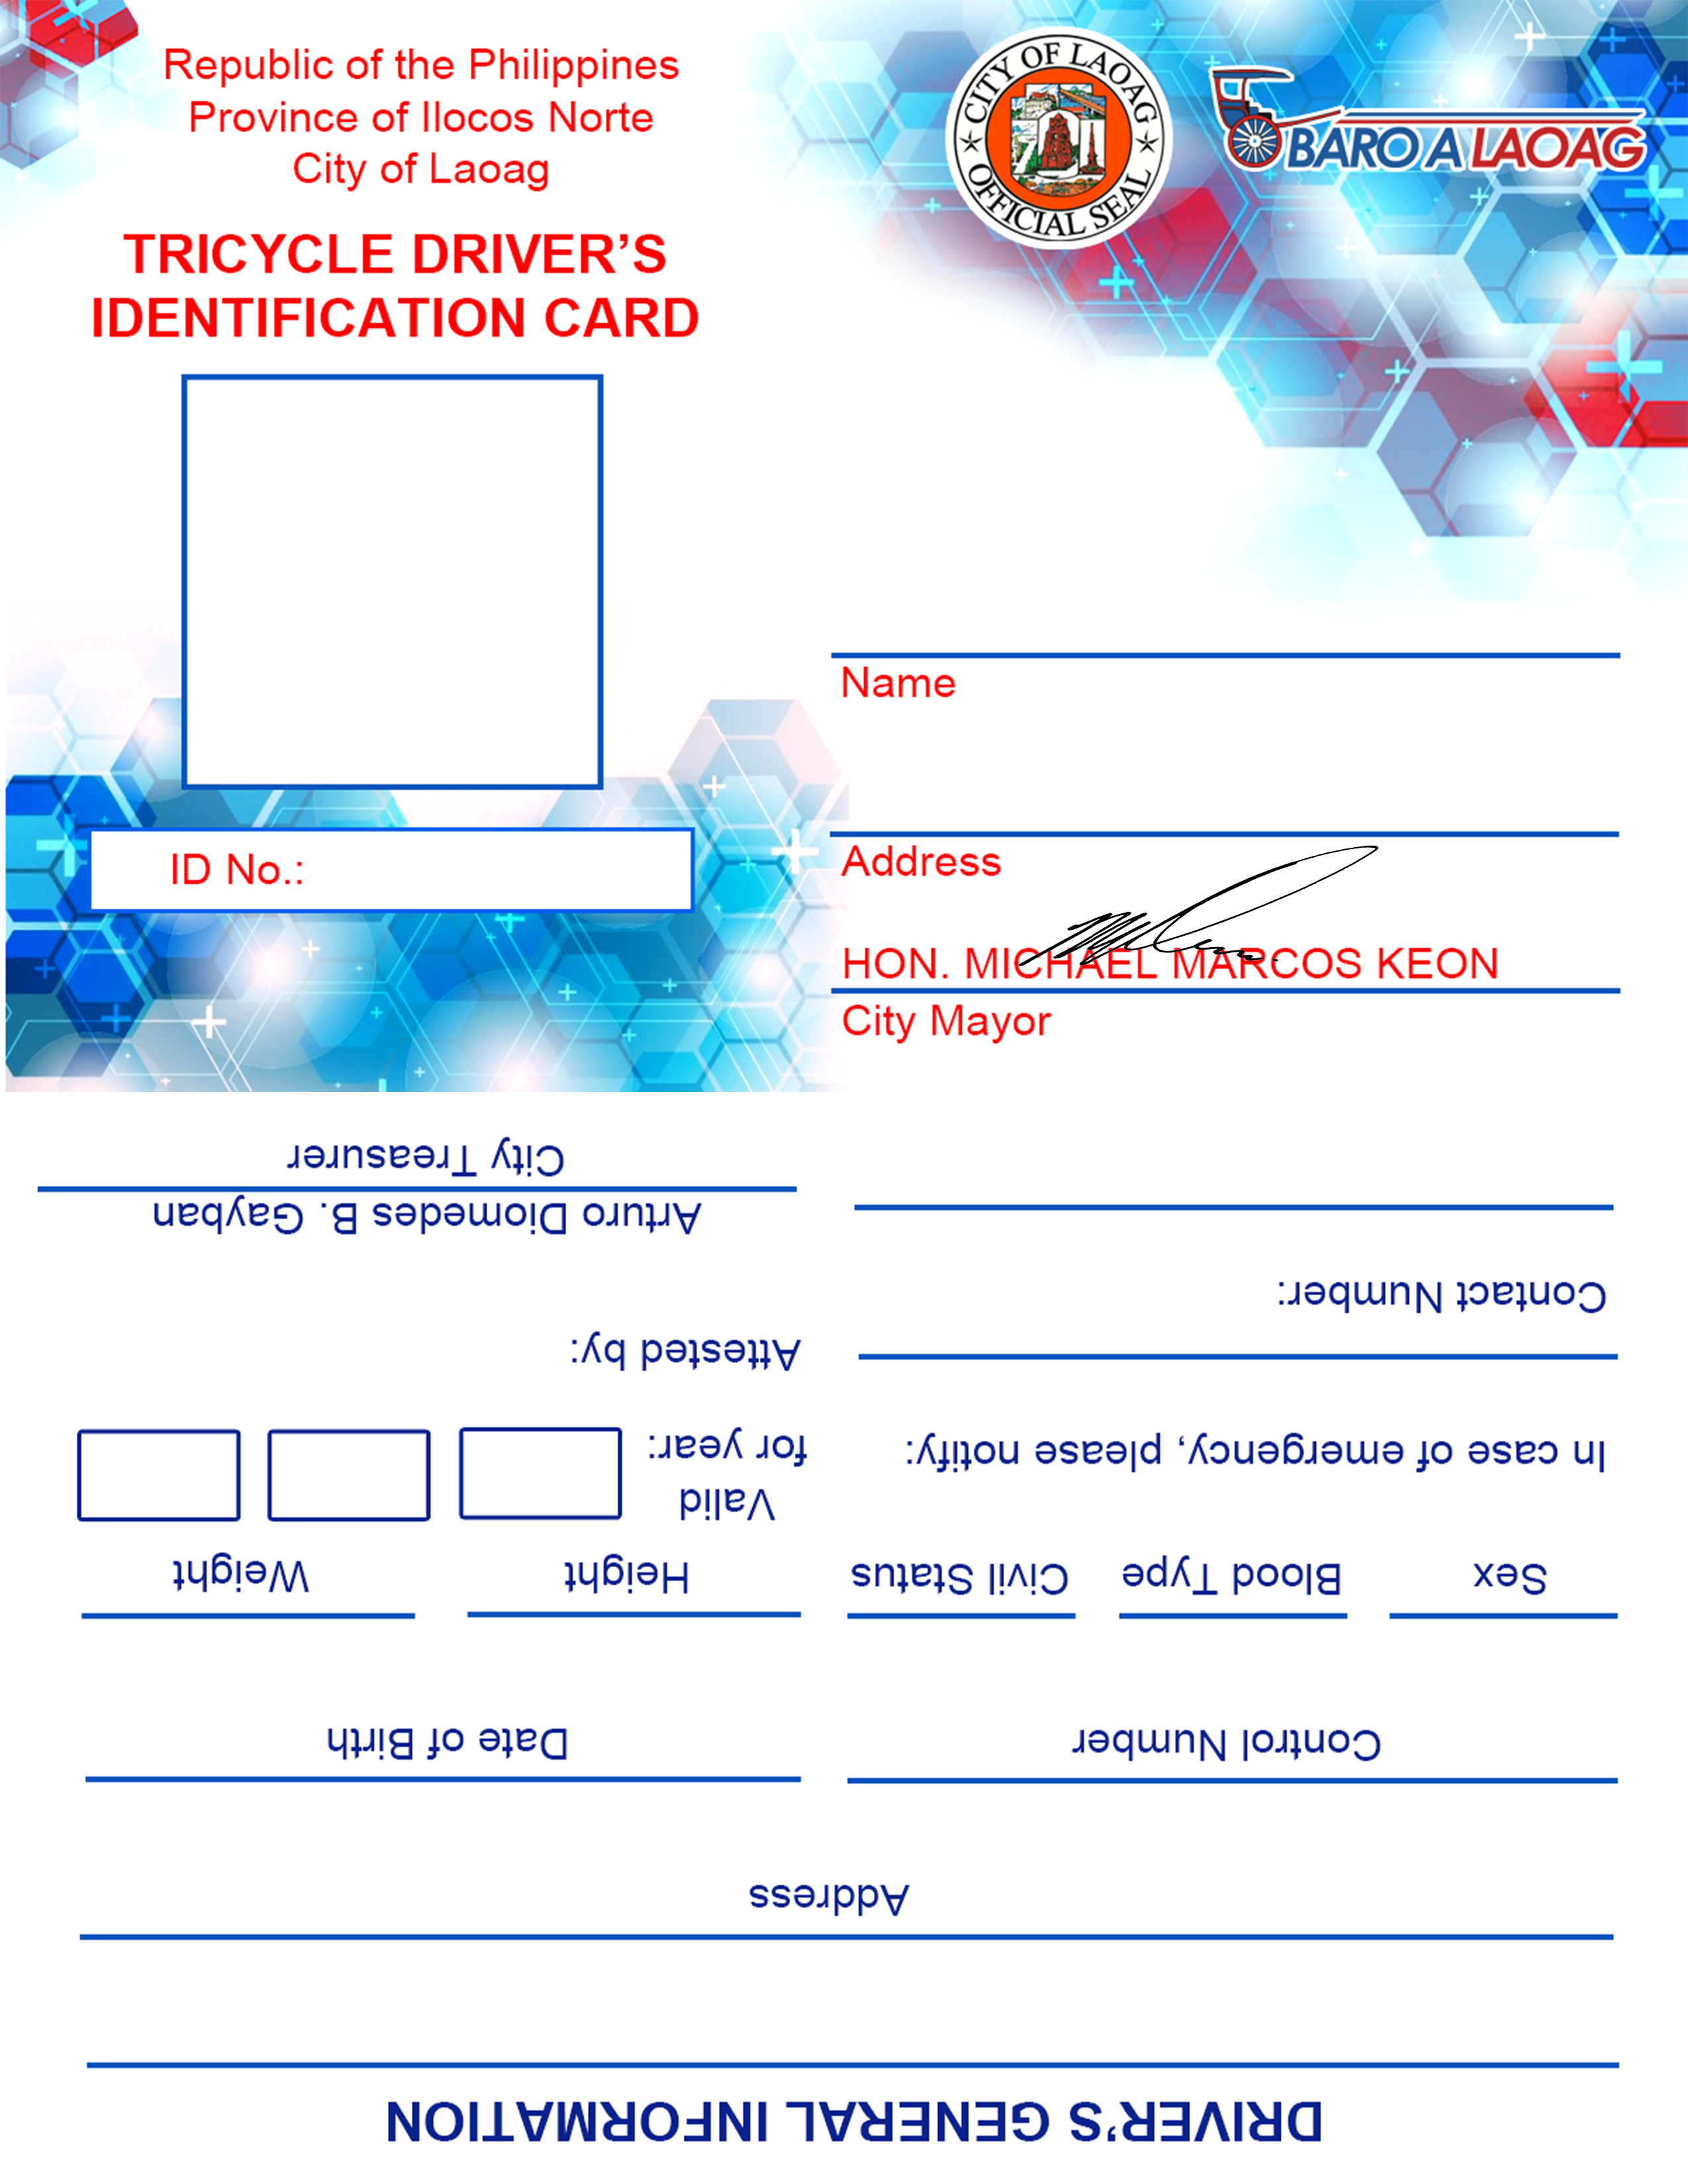 Republic of the Philippines
Province of Ilocos Norte
City of Laoag
TRICYCLE DRIVER’S
IDENTIFICATION CARD
ID No.:
CITY OF LAOAG
OFFICIAL SEAL
BARO A LAOAG
Name
Address
HON. MICHAEL MARCOS KEON
City Mayor
DRIVER’S GENERAL INFORMATION
Address
Control Number
Date of Birth
Sex
Blood Type
Civil Status
Height
Weight
In case of emergency, please notify:
Contact Number:
Valid
for year:
Attested by:
Arturo Diomedes B. Gayban
City Treasurer